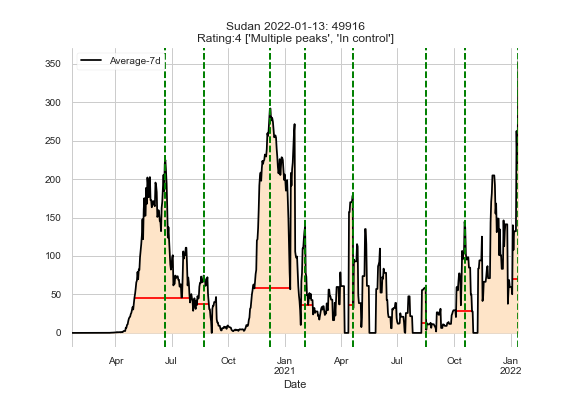 Sudan 2022-01-13: 49916
Rating:4 ['Multiple peaks', 'In control']
Average-7d
350
300
250
200
150
100
50
0
Apr Jul Oct Jan Apr Jul Oct Jan
2021 2022
Date